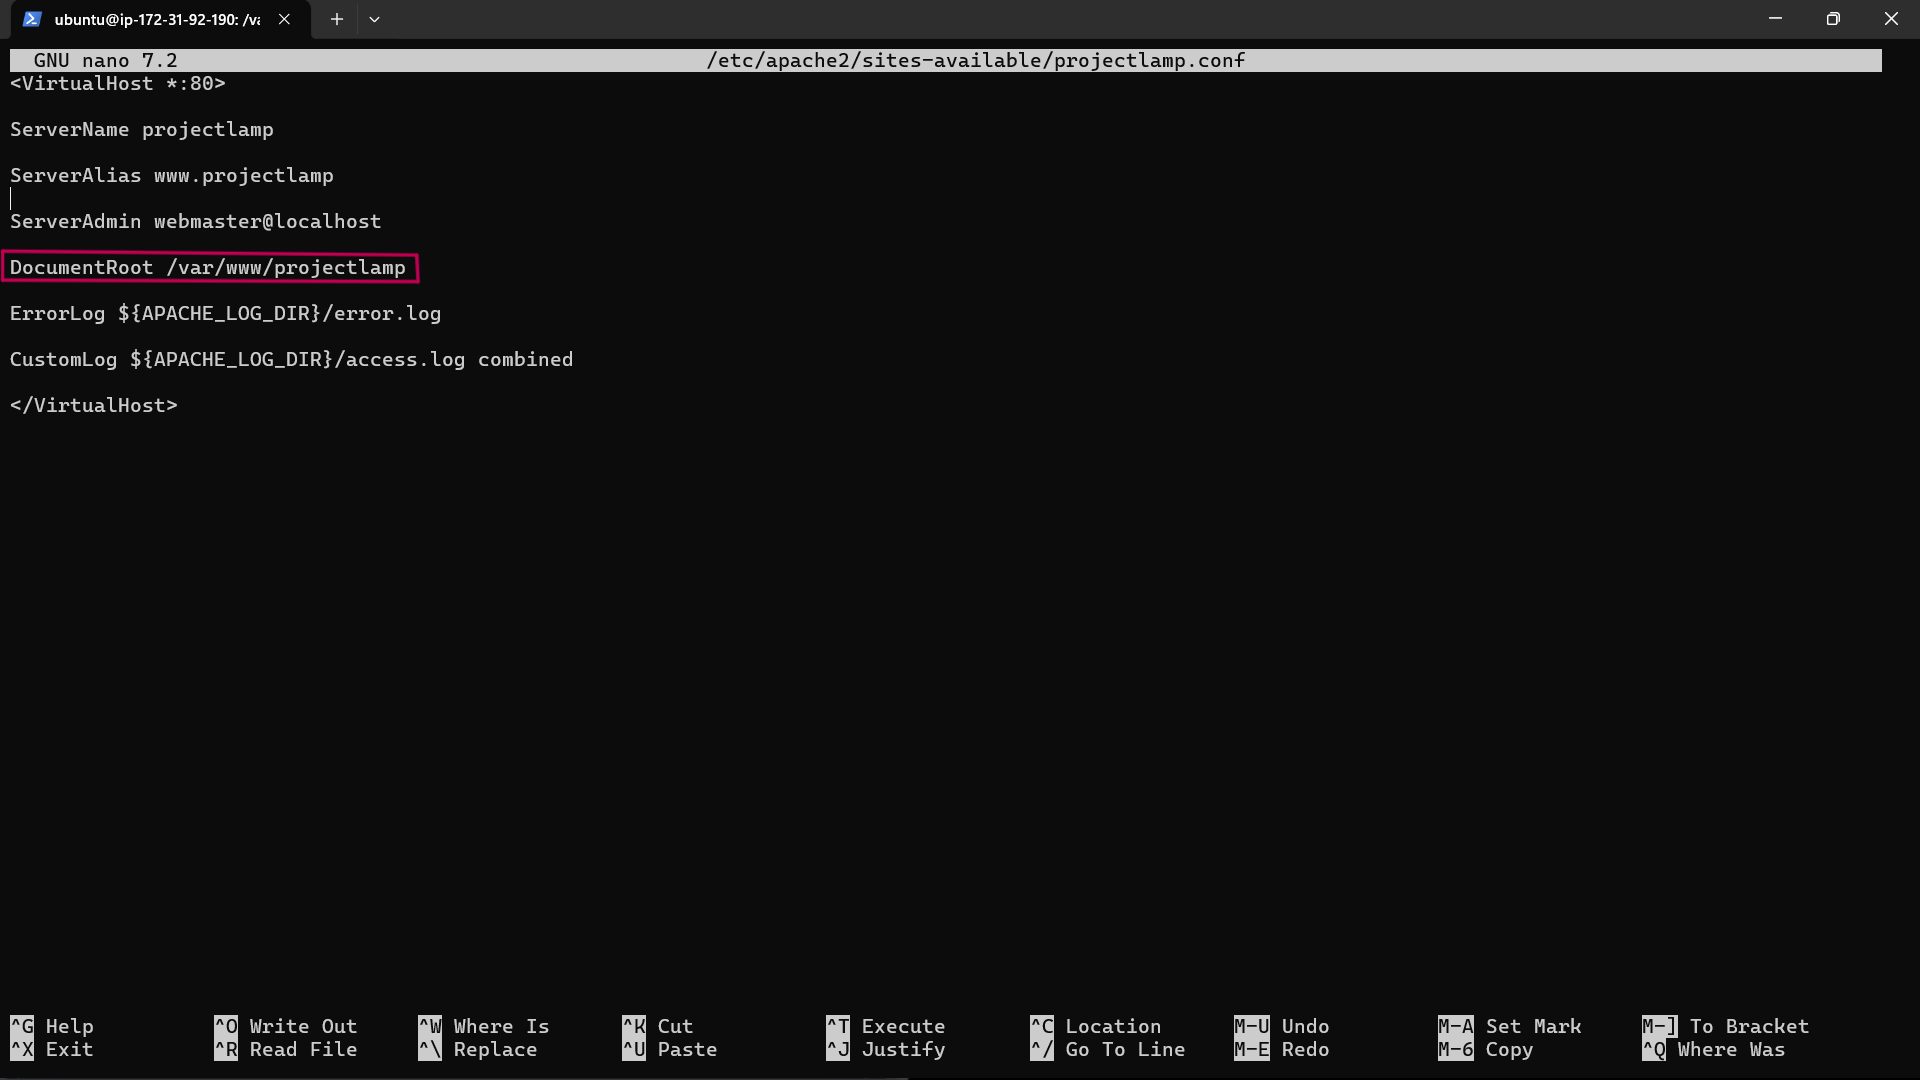 ubuntu@ip-172-31-92-190: /va
GNU nano 7.2 /etc/apache2/sites-available/projectlamp.conf
<VirtualHost *:80>
ServerName projectlamp
ServerAlias www.projectlamp
ServerAdmin webmaster@localhost
DocumentRoot /var/www/projectlamp
ErrorLog ${APACHE_LOG_DIR}/error.log
CustomLog ${APACHE_LOG_DIR}/access.log combined
</VirtualHost>
^G Help ^O Write Out ^W Where Is ^K Cut ^T Execute ^C Location M-U Undo M-A Set Mark M-] To Bracket
^X Exit ^R Read File ^\ Replace ^U Paste ^J Justify ^/ Go To Line M-E Redo M-6 Copy ^Q Where Was